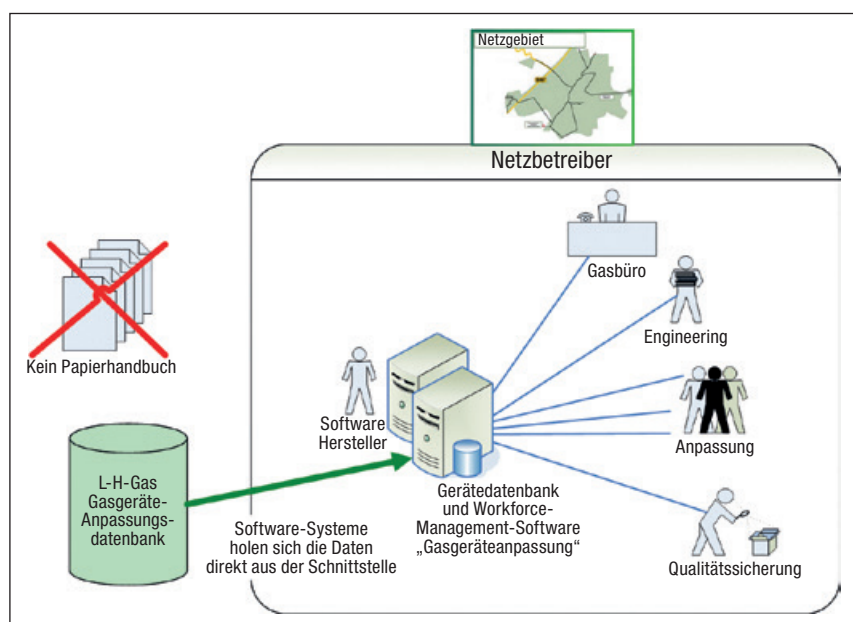 Netzgebiet
Netzbetreiber
Gasbüro
Engineering
Kein Papierhandbuch
Software
Hersteller
Anpassung
L-H-Gas
Gasgeräte-
Anpassungs-
datenbank
Software-Systeme
holen sich die Daten
direkt aus der Schnittstelle
Gerätedatenbank
und Workforce-
Management-Software
„Gasgeräteanpassung“
Qualitätssicherung